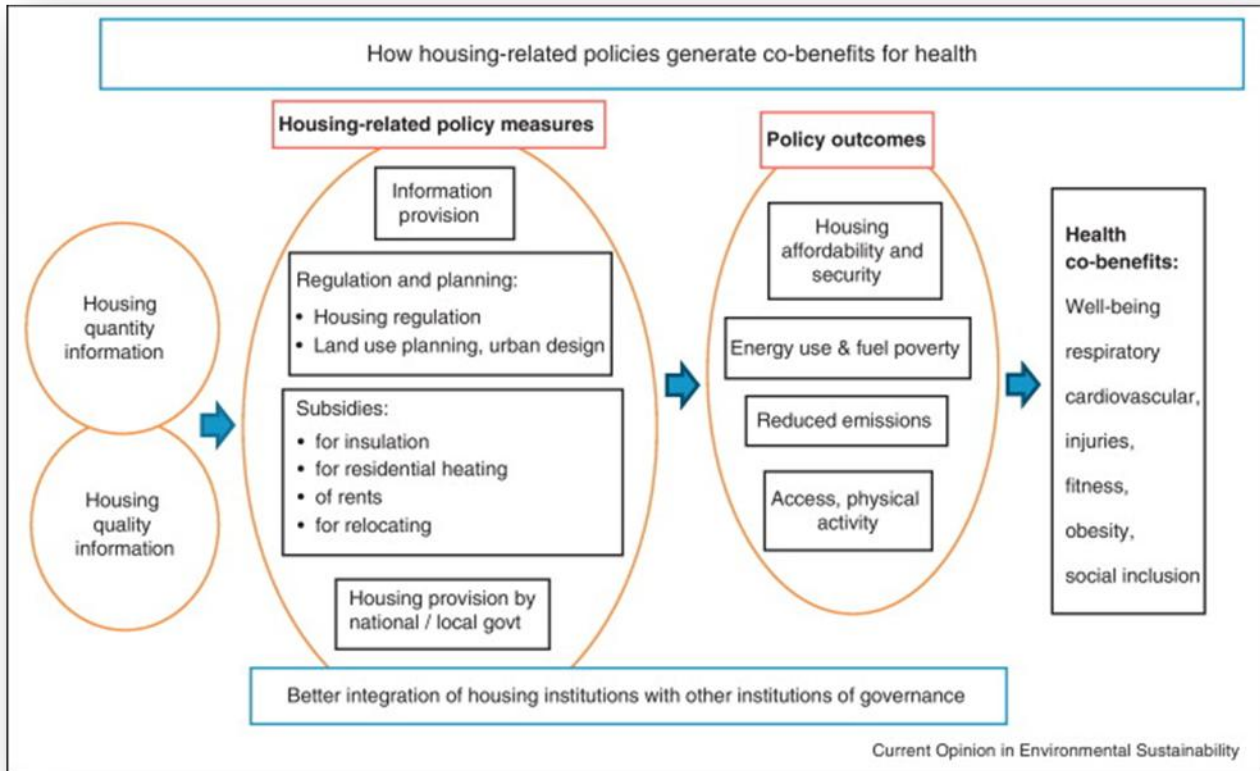 How housing-related policies generate co-benefits for health
Housing-related policy measures
Policy outcomes
Housing
quantity
information
Housing
quality
information
Information
provision
Regulation and planning:
• Housing regulation
• Land use planning, urban design
Subsidies:
• for insulation
• for residential heating
• of rents
• for relocating
Housing provision by
national / local govt
Housing
affordability and
security
Energy use & fuel poverty
Reduced emissions
Access, physical
activity
Health
co-benefits:
Well-being
respiratory
cardiovascular,
injuries,
fitness,
obesity,
social inclusion
Better integration of housing institutions with other institutions of governance
Current Opinion in Environmental Sustainability